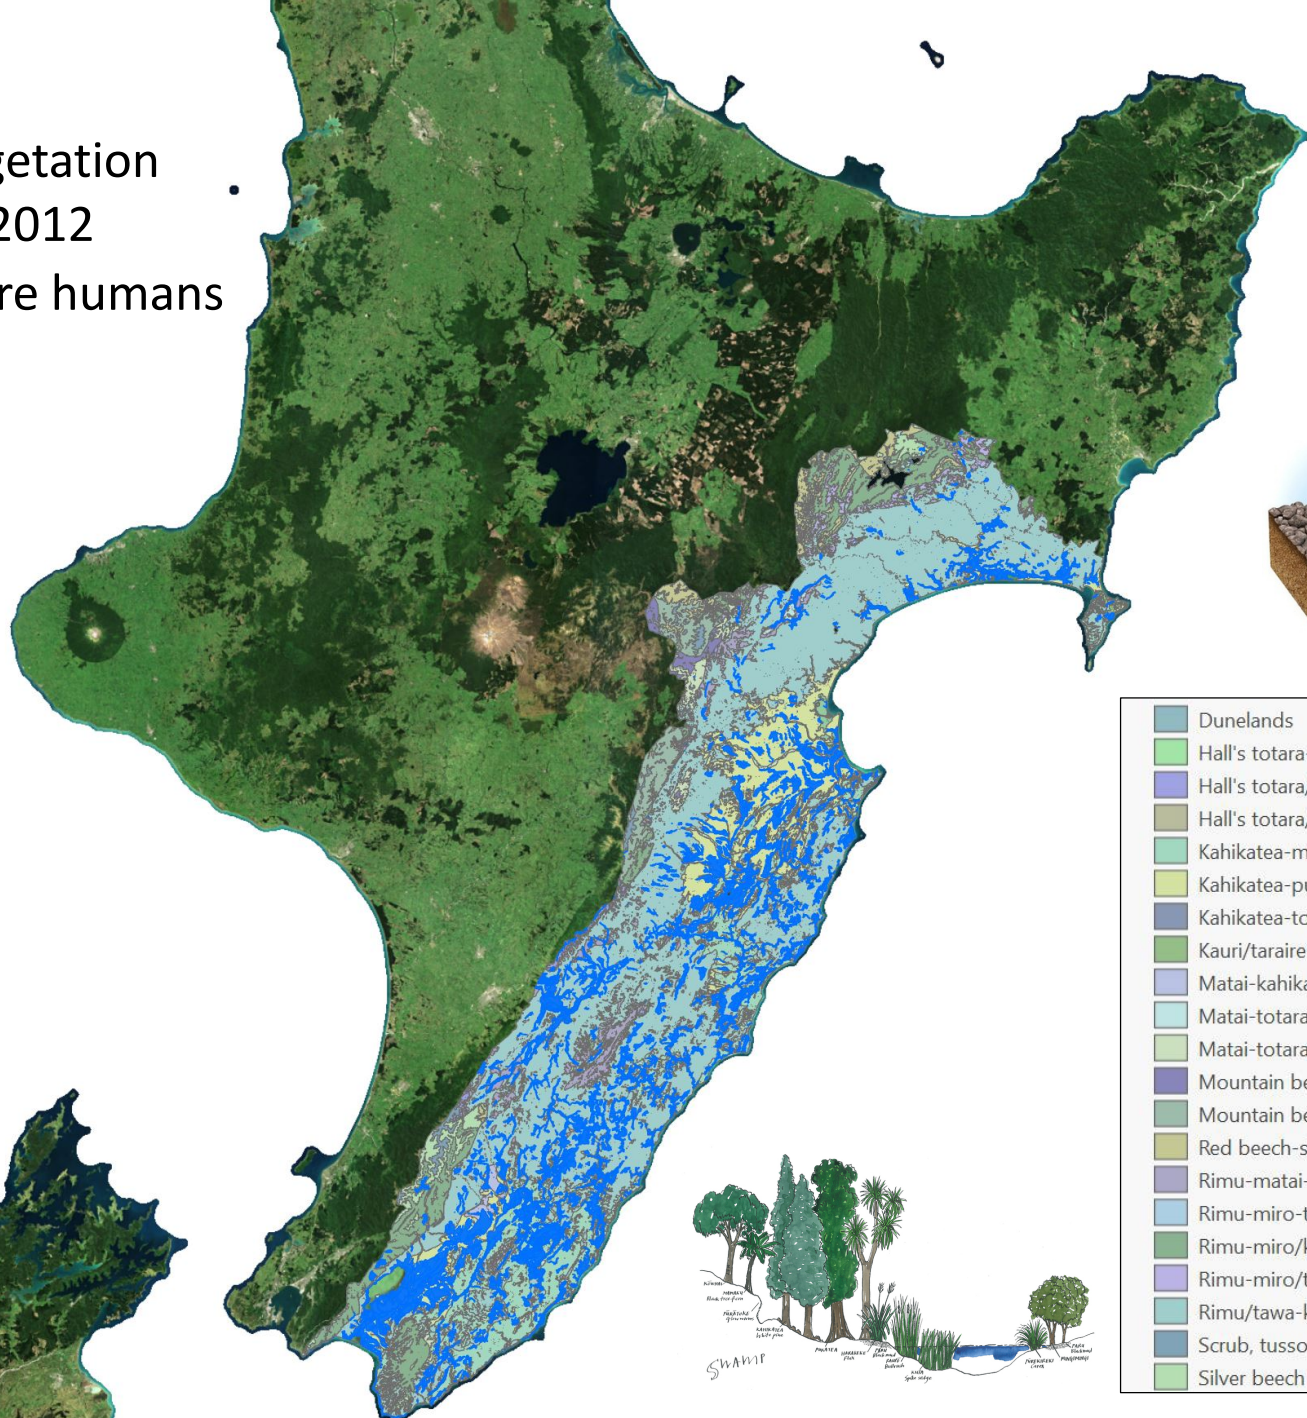 getation
2012
re humans
Dunelands
Hall's totara-
Hall's totara/
Hall's totara/
Kahikatea-m
Kahikatea-pu
Kahikatea-to
Kauri/taraire
Matai-kahika
Matai-totara
Matai-totara
Mountain be
Mountain be
Red beech-s
Rimu-matai-
Rimu-miro-t
Rimu-miro/k
Rimu-miro/t
Rimu/tawa-k
Scrub, tusso
Silver beech
SWAMP